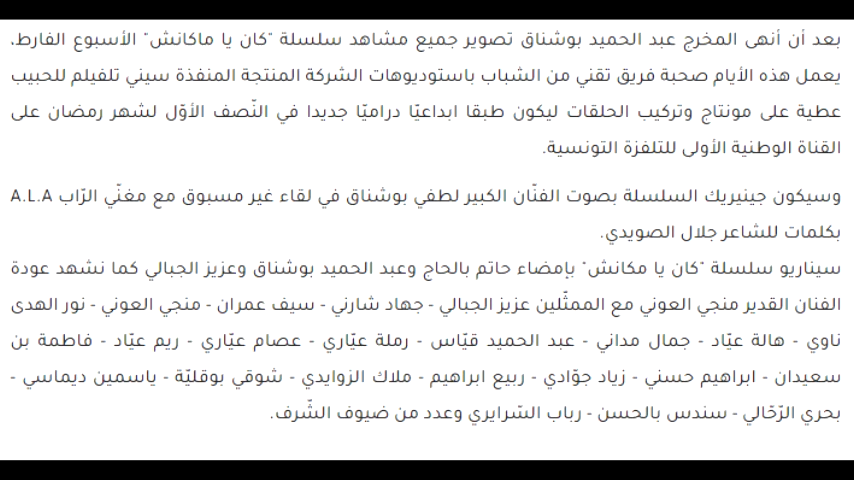 بعد أن أنهى المخرج عبد الحميد بوشناق تصوير جميع مشاهد سلسلة "كان يا ماكانش" الأسبوع الفارط،
يعمل هذه الأيام صحبة فريق تقني من الشباب باستوديوهات الشركة المنتجة المنفذة سيني تلفيلم للحبيب
عطية على مونتاج وتركيب الحلقات ليكون طبقا ابداعيّا دراميّا جديدا في النّصف الأوّل لشهر رمضان على
القناة الوطنية الأولى للتلفزة التونسية.
وسيكون جينيريك السلسلة بصوت الفنّان الكبير لطفي بوشناق في لقاء غير مسبوق مع مغنّي الرّاب A.L.A
بكلمات للشاعر جلال الصويدي.
سيناريو سلسلة "كان يا مكانش" بإمضاء حاتم بالحاج وعبد الحميد بوشناق وعزيز الجبالي كما نشهد عودة
الفنان القدير منجي العوني مع الممثّلين عزيز الجبالي - جهاد شارني - سيف عمران - منجي العوني - نور الهدى
ناوي - هالة عيّاد - جمال مداني - عبد الحميد قيّاس - رملة عيّاري - عصام عيّاري - ريم عيّاد - فاطمة بن
سعيدان - ابراهيم حسني - زياد جوّادي - ربيع ابراهيم - ملاك الزوايدي - شوقي بوقليّة - ياسمين ديماسي -
بحري الرّحّالي - سندس بالحسن - رباب السّرايري وعدد من ضيوف الشّرف.